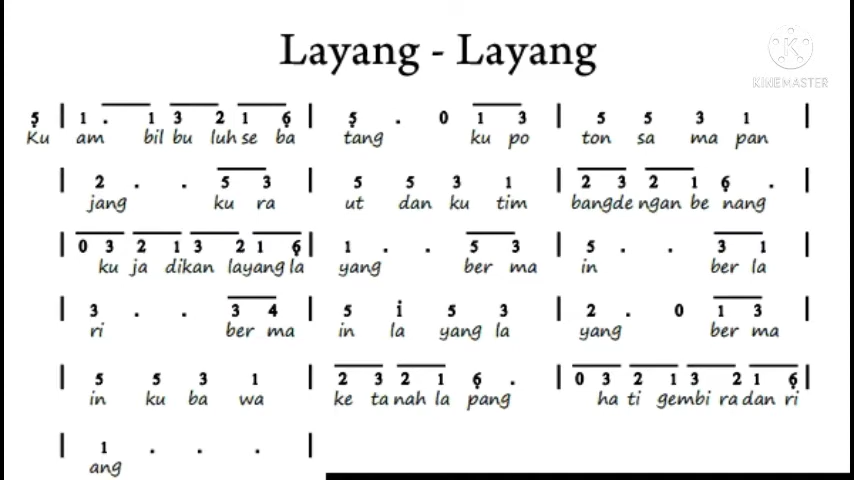 Layang - Layang
KINEMASTER
5̣ | 1 . 1 3 2 1 6̣ | 5̣ . 0 1 3 | 5 5 3 1 |
Ku am bil bu luh se ba tang ku po ton sa ma pan
| 2 . . 5 3 | 5 5 3 1 | 2 3 2 1 6̣ . |
jang ku ra ut dan ku tim bang de ngan be nang
| 0 3 2 1 3 2 1 6̣ | 1 . . 5 3 | 5 . . 3 1 |
ku ja di kan layang la yang ber ma in ber la
| 3 . . 3 4 | 5 i 5 3 | 2 . 0 1 3 |
ri ber ma in la yang la yang ber ma
| 5 5 3 1 | 2 3 2 1 6̣ . | 0 3 2 1 3 2 1 6̣ |
in ku ba wa ke ta nah la pang ha ti gembi ra dan ri
| 1 . . . |
ang